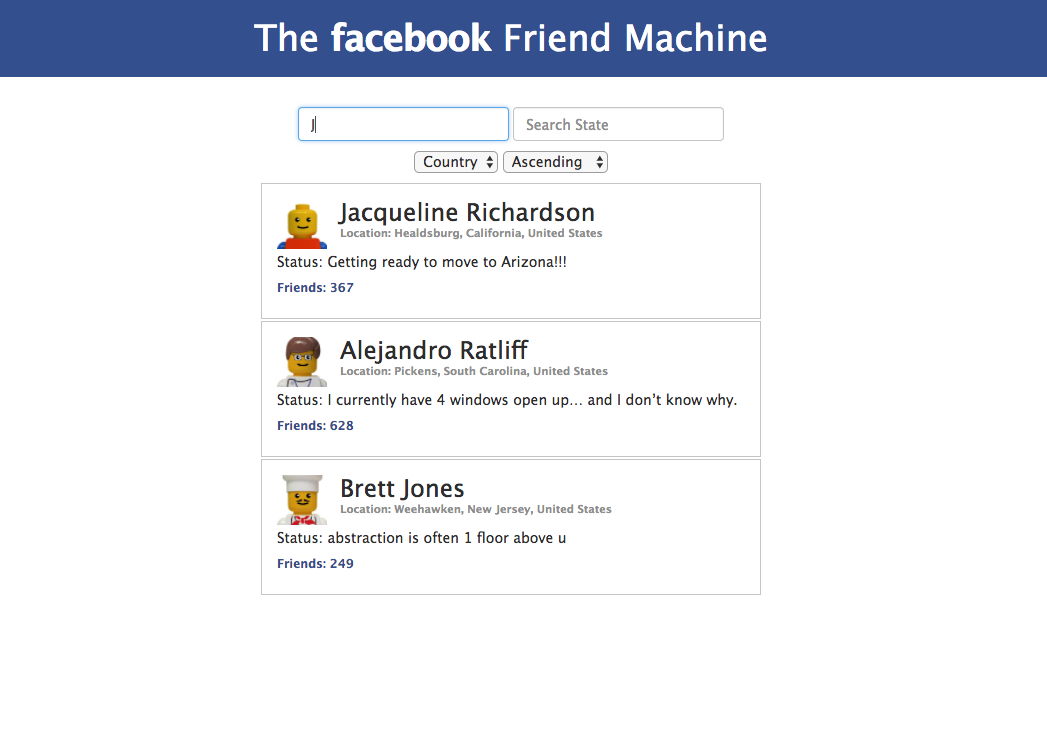 The facebook Friend Machine
J Search State
Country Ascending
Jacqueline Richardson
Location: Healdsburg, California, United States
Status: Getting ready to move to Arizona!!!
Friends: 367
Alejandro Ratliff
Location: Pickens, South Carolina, United States
Status: I currently have 4 windows open up... and I don’t know why.
Friends: 628
Brett Jones
Location: Weehawken, New Jersey, United States
Status: abstraction is often 1 floor above u
Friends: 249